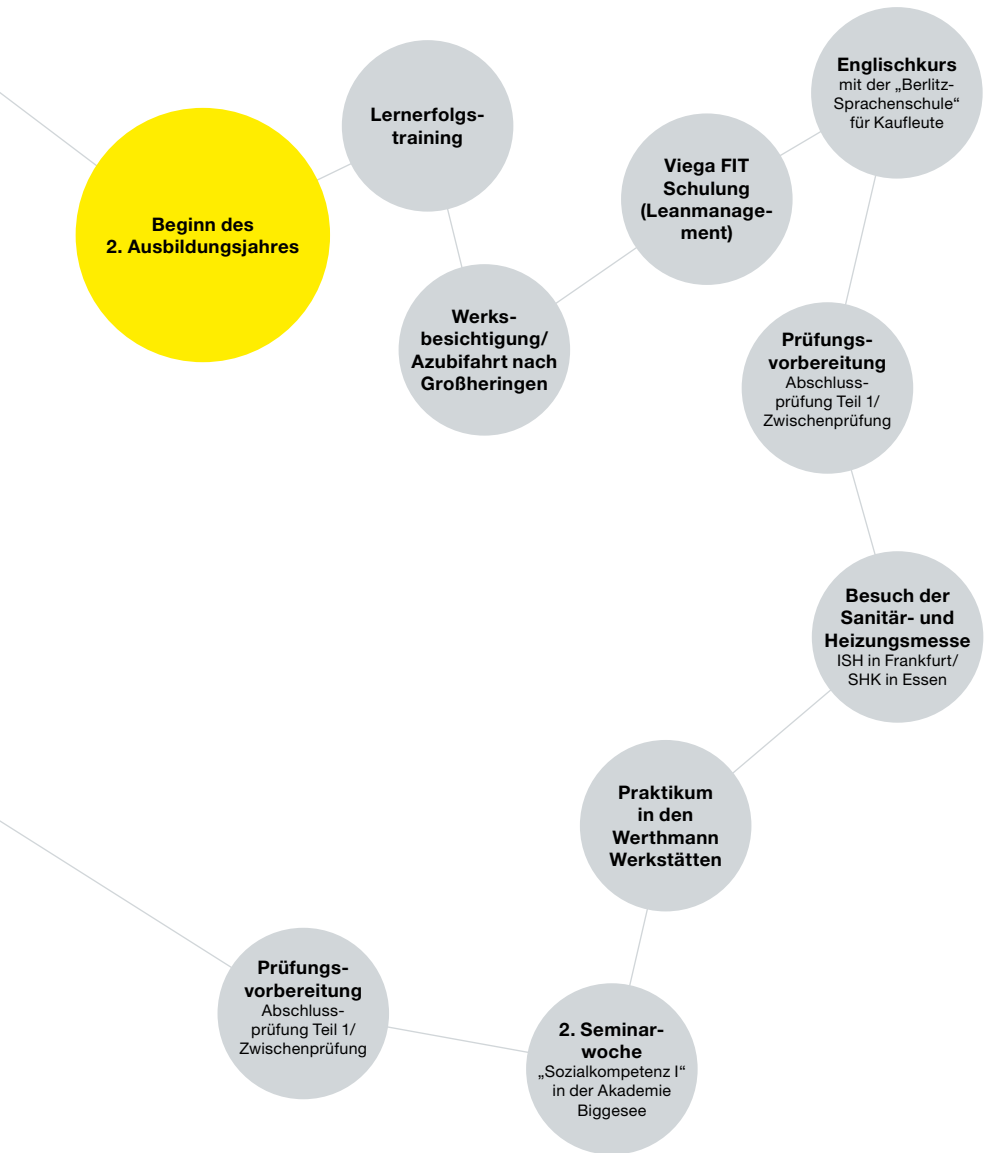 Beginn des
2. Ausbildungsjahres
Lernerfolgs-
training
Werks-
besichtigung/
Azubifahrt nach
Großheringen
Viega FIT
Schulung
(Leanmanage-
ment)
Englischkurs
mit der „Berlitz-
Sprachenschule“
für Kaufleute
Prüfungs-
vorbereitung
Abschluss-
prüfung Teil 1/
Zwischenprüfung
Besuch der
Sanitär- und
Heizungsmesse
ISH in Frankfurt/
SHK in Essen
Praktikum
in den
Werthmann
Werkstätten
2. Seminar-
woche
„Sozialkompetenz I“
in der Akademie
Biggesee
Prüfungs-
vorbereitung
Abschluss-
prüfung Teil 1/
Zwischenprüfung